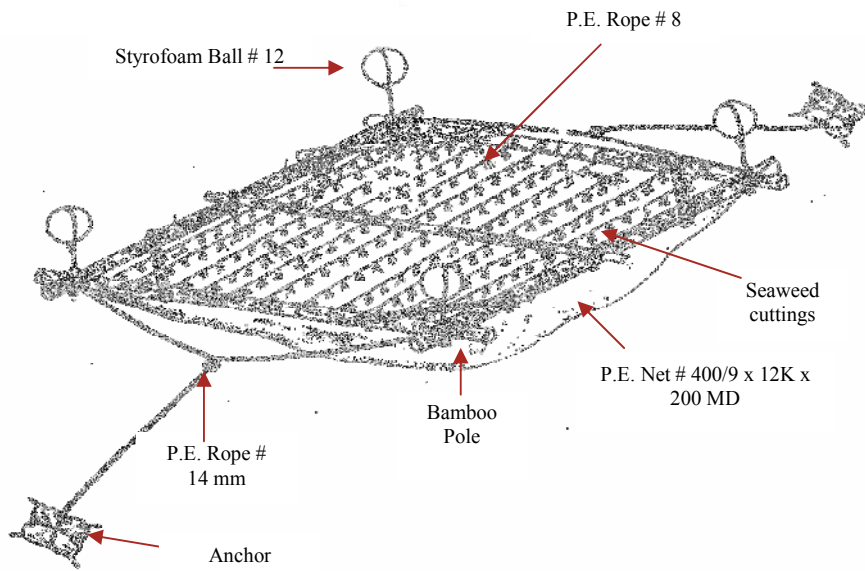 P.E. Rope # 8
Styrofoam Ball # 12
Seaweed
cuttings
P.E. Net # 400/9 x 12K x
200 MD
Bamboo
Pole
P.E. Rope #
14 mm
Anchor